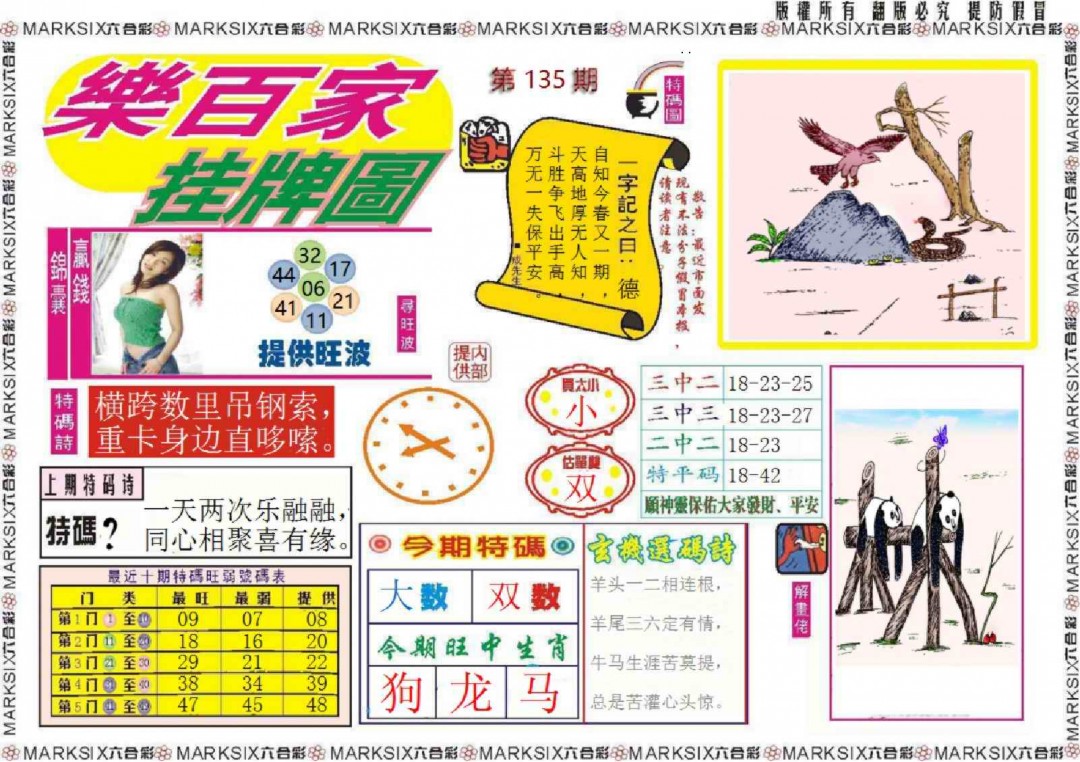 版權所有 翻版必究 提防假冒
MARKSIX六合彩 MARKSIX六合彩 MARKSIX六合彩 MARKSIX六合彩 MARKSIX六合彩 MARKSIX六合彩 MARKSIX六合彩
樂百家
挂牌圖
第 135 期
特碼圖
一字記之曰：德
自知今春又一期，
天高地厚无人知，
斗胜争飞出手高，
万无一失保平安。
敬告：最近市面发
现有不法分子假冒本报，
请读者注意。
贏錢
錦囊
32
44
17
06
41
21
11
提供旺波
尋旺波
内部
提供
特碼詩
横跨数里吊钢索，
重卡身边直哆嗦。
買大小
小
估單雙
双
三中二 18-23-25
三中三 18-23-27
二中二 18-23
特平码 18-42
願神靈保佑大家發財、平安
上期特码诗
特碼？
一天两次乐融融，
同心相聚喜有缘。
最近十期特碼旺弱號碼表
门 类 最旺 最弱 提供
第1门 1 至 10 09 07 08
第2门 11 至 20 18 16 20
第3门 21 至 30 29 21 22
第4门 31 至 40 38 34 39
第5门 41 至 49 47 45 48
今期特碼
大数 双数
今期旺中生肖
狗 龙 马
玄機選碼詩
羊头一二相连根，
羊尾三六定有情，
牛马生涯苦莫提，
总是苦灌心头惊。
解畫佬
MARKSIX六合彩 MARKSIX六合彩 MARKSIX六合彩 MARKSIX六合彩 MARKSIX六合彩 MARKSIX六合彩 MARKSIX六合彩